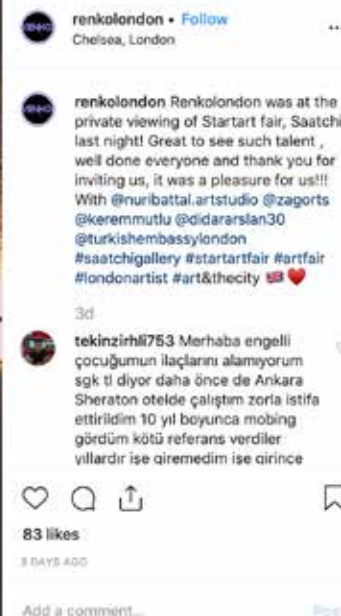 renkolondon • Follow
Chelsea, London
renkolondon Renkolondon was at the
private viewing of Startart fair, Saatchi
last night! Great to see such talent ,
well done everyone and thank you for
inviting us, it was a pleasure for us!!!
With @nuribattal.artstudio @zagorts
@keremmutlu @didararslan30
@turkishembassylondon
#saatchigallery #startartfair #artfair
#londonartist #art&thecity 🇬🇧❤️
3d
tekinzirhli753 Merhaba engelli
çocuğumun ilaçlarını alamıyorum
sgk tl diyor daha önce de Ankara
Sheraton otelde çalıştım zorla istifa
ettirildim 10 yıl boyunca mobing
gördüm kötü referans verdiler
yıllardır işe giremedim işe girince
83 likes
3 DAYS AGO
Add a comment...